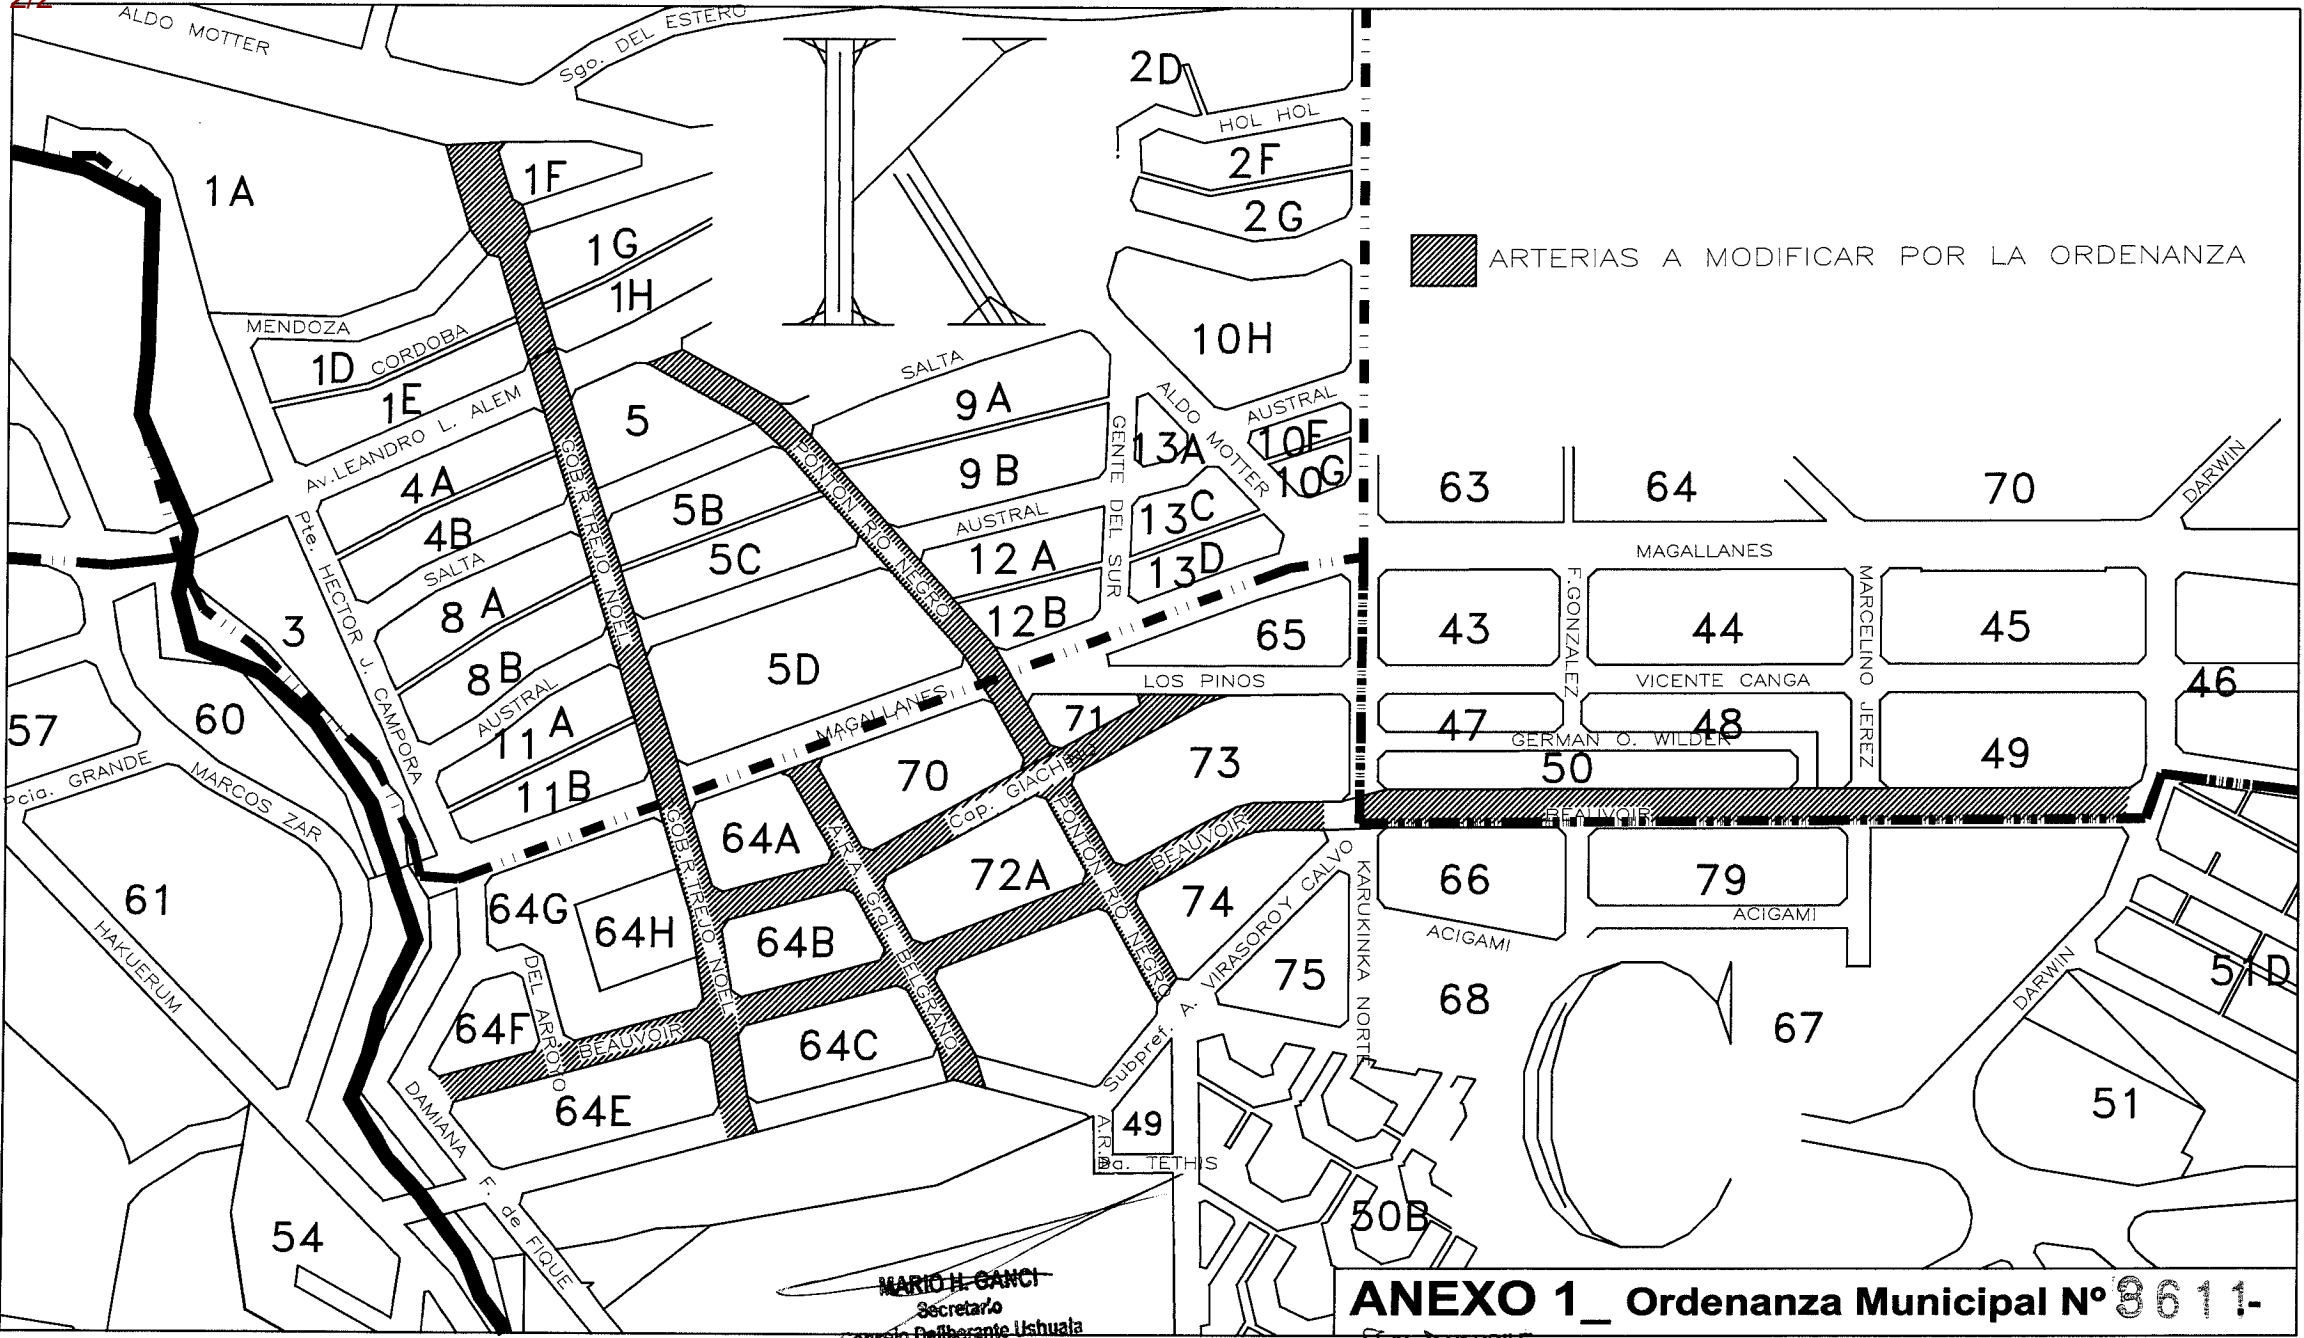 2/2
ALDO MOTTER
Sgo. DEL ESTERO
2D
HOL HOL
2F
2G
1A
1F
1G
1H
ARTERIAS A MODIFICAR POR LA ORDENANZA
MENDOZA
1D
CORDOBA
1E
Av. LEANDRO L. ALEM
5
SALTA
9A
9B
10H
ALDO MOTTER
AUSTRAL
10F
10G
13A
13C
13D
GENTE DEL SUR
4A
4B
SALTA
8A
8B
AUSTRAL
11A
11B
Pte. HECTOR J. CAMPORA
GOB.R.TREJO NOEL
PONTON RIO NEGRO
5B
5C
5D
AUSTRAL
12A
12B
63
64
70
DARWIN
MAGALLANES
43
44
45
F.GONZALEZ
MARCELINO JEREZ
65
LOS PINOS
VICENTE CANGA
46
47
48
GERMAN O. WILDER
49
50
BEAUVOIR
3
57
60
Pcia. GRANDE
MARCOS ZAR
MAGALLANES
70
71
73
Cap. GIACHINO
64A
A.R.A. Gral. BELGRANO
72A
PONTON RIO NEGRO
BEAUVOIR
74
61
HAKUERUM
64G
64H
64B
GOB.R.TREJO NOEL
DEL ARROYO
64F
BEAUVOIR
64C
64E
Subpref. A. VIRASORO Y CALVO
75
KARUKINKA NORTE
66
79
ACIGAMI
ACIGAMI
68
67
DARWIN
51D
51
DAMIANA F. de FIQUE
49
A.R.A.
Ba. TETHIS
54
50B
MARIO H. GANCI
Secretario
Concejo Deliberante Ushuaia
ANEXO 1_ Ordenanza Municipal Nº 3611.-